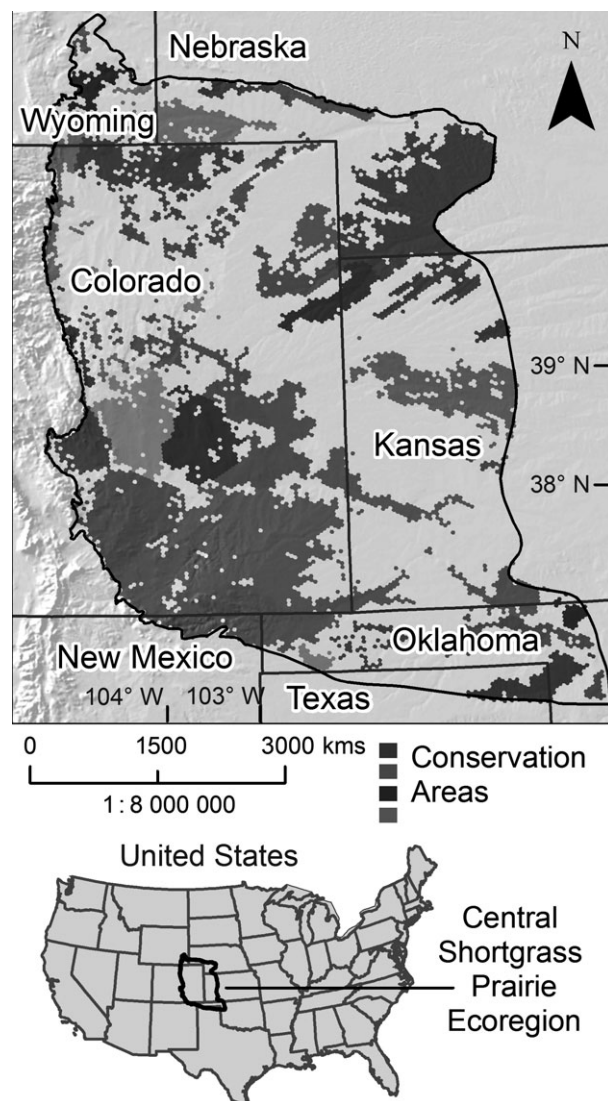 Nebraska
N
Wyoming
Colorado
39° N
Kansas
38° N
Oklahoma
New Mexico
104° W 103° W
Texas
0 1500 3000 kms
1 : 8 000 000
Conservation
Areas
United States
Central
Shortgrass
Prairie
Ecoregion